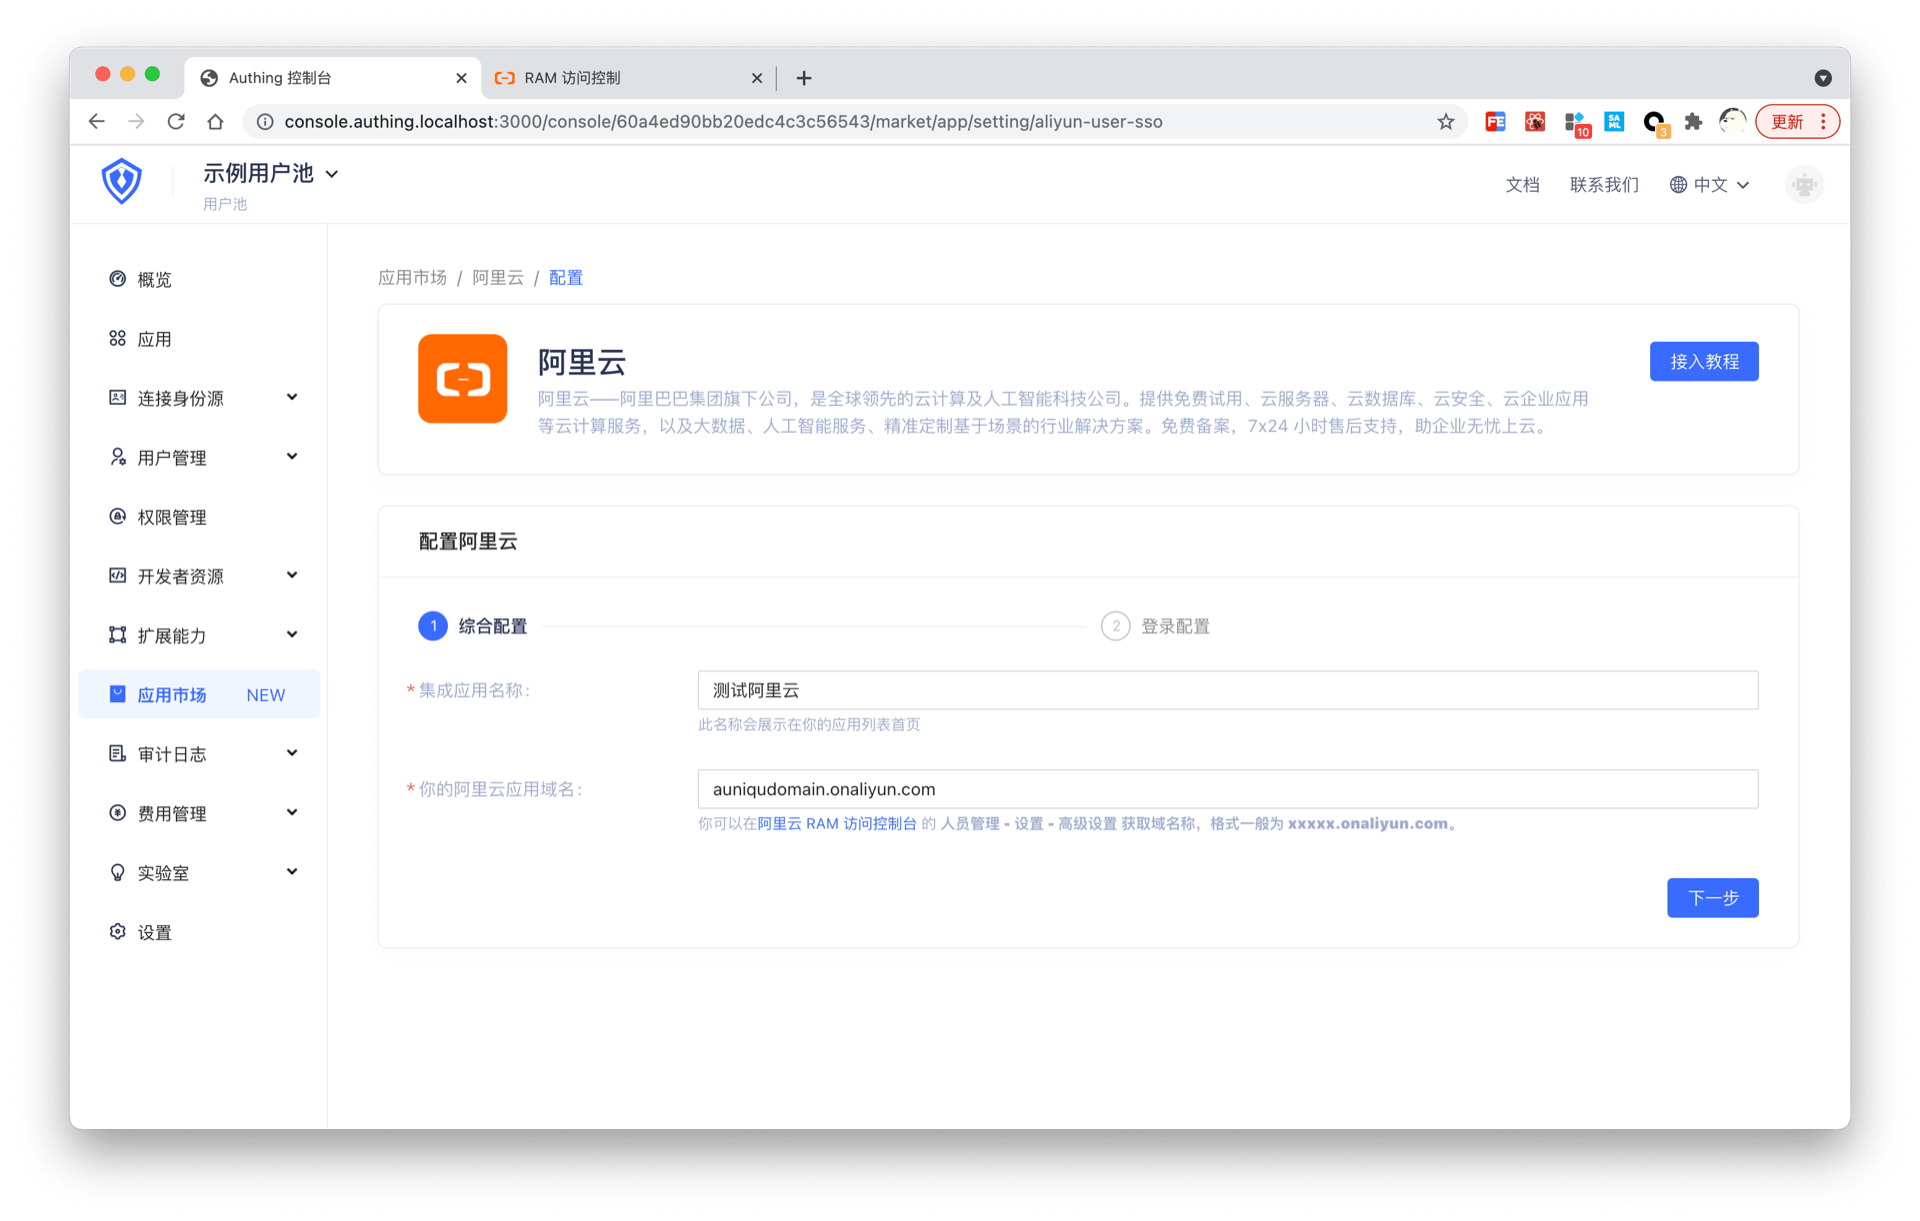 Authing 控制台
RAM 访问控制
console.authing.localhost:3000/console/60a4ed90bb20edc4c3c56543/market/app/setting/aliyun-user-sso
FE
10
SA
ML
3
更新
示例用户池
用户池
文档
联系我们
中文
概览
应用
连接身份源
用户管理
权限管理
开发者资源
扩展能力
应用市场 NEW
审计日志
费用管理
实验室
设置
应用市场 / 阿里云 / 配置
阿里云
接入教程
阿里云——阿里巴巴集团旗下公司，是全球领先的云计算及人工智能科技公司。提供免费试用、云服务器、云数据库、云安全、云企业应用
等云计算服务，以及大数据、人工智能服务、精准定制基于场景的行业解决方案。免费备案，7x24 小时售后支持，助企业无忧上云。
配置阿里云
1 综合配置
2 登录配置
* 集成应用名称：
测试阿里云
此名称会展示在你的应用列表首页
* 你的阿里云应用域名：
auniqudomain.onaliyun.com
你可以在阿里云 RAM 访问控制台 的 人员管理 - 设置 - 高级设置 获取域名称，格式一般为 xxxxx.onaliyun.com。
下一步